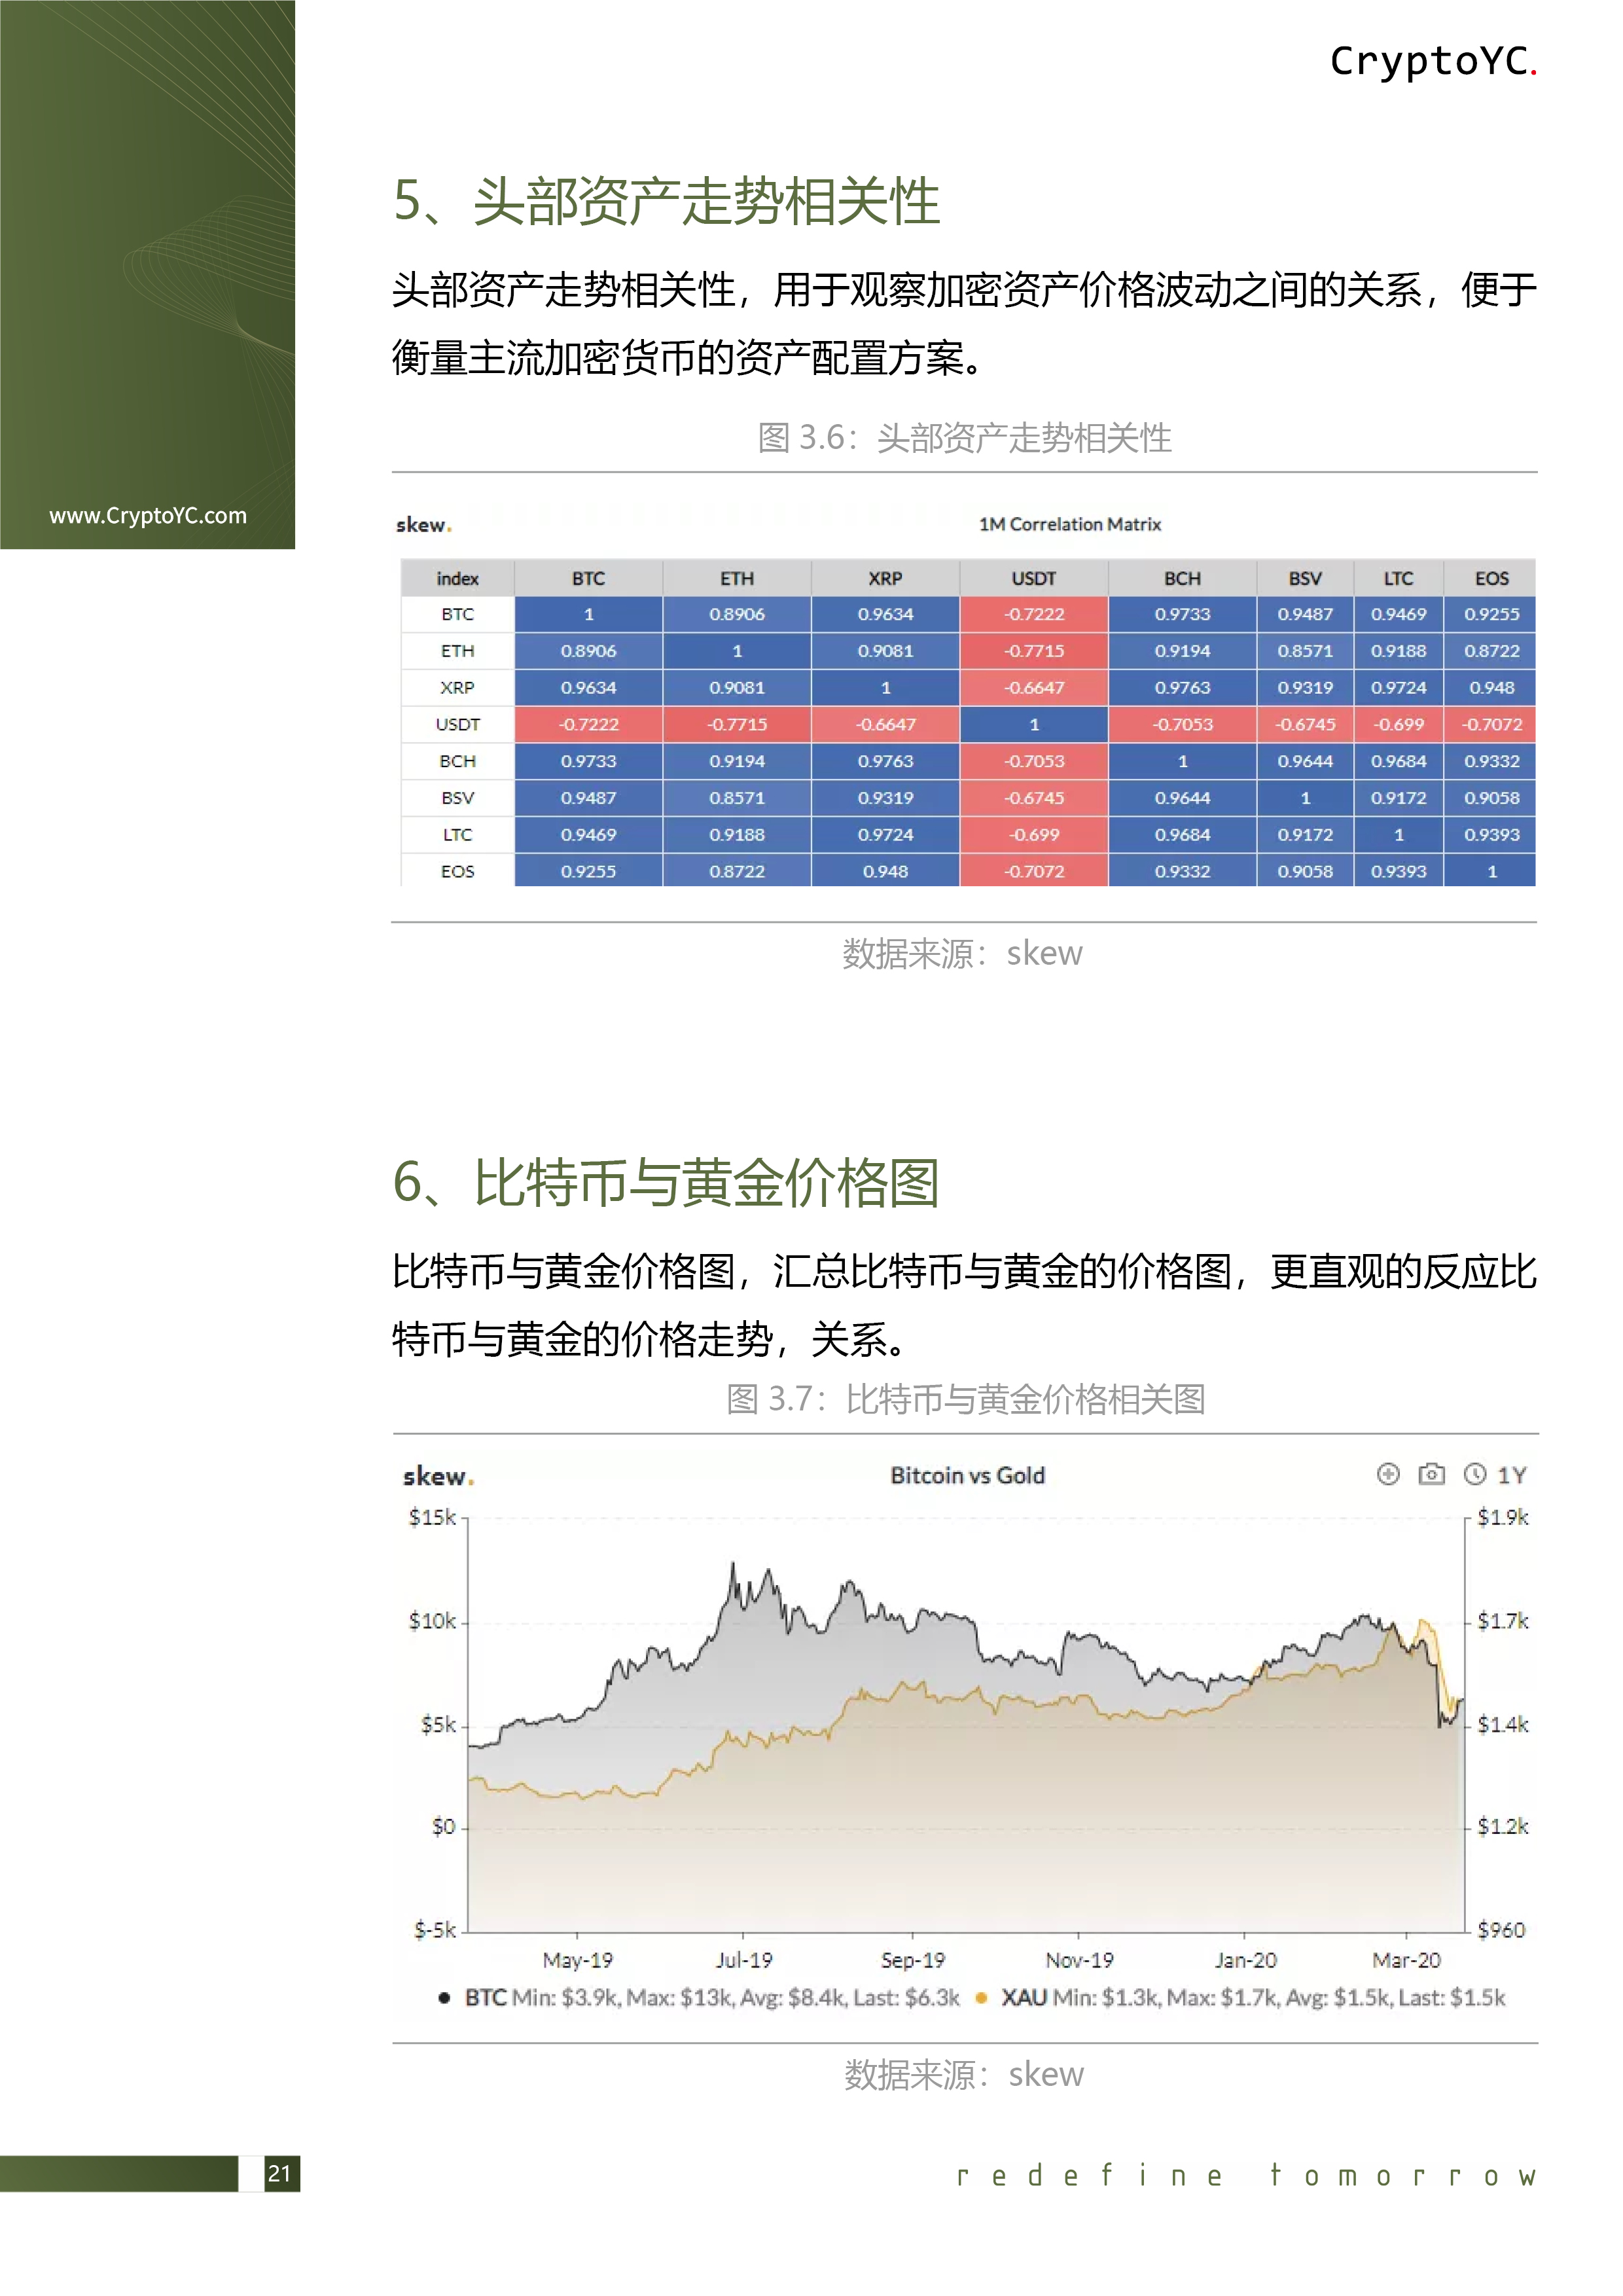 CryptoYC.
www.CryptoYC.com
5、头部资产走势相关性
头部资产走势相关性，用于观察加密资产价格波动之间的关系，便于
衡量主流加密货币的资产配置方案。
图 3.6：头部资产走势相关性
skew. 1M Correlation Matrix
index BTC ETH XRP USDT BCH BSV LTC EOS
BTC 1 0.8906 0.9634 -0.7222 0.9733 0.9487 0.9469 0.9255
ETH 0.8906 1 0.9081 -0.7715 0.9194 0.8571 0.9188 0.8722
XRP 0.9634 0.9081 1 -0.6647 0.9763 0.9319 0.9724 0.948
USDT -0.7222 -0.7715 -0.6647 1 -0.7053 -0.6745 -0.699 -0.7072
BCH 0.9733 0.9194 0.9763 -0.7053 1 0.9644 0.9684 0.9332
BSV 0.9487 0.8571 0.9319 -0.6745 0.9644 1 0.9172 0.9058
LTC 0.9469 0.9188 0.9724 -0.699 0.9684 0.9172 1 0.9393
EOS 0.9255 0.8722 0.948 -0.7072 0.9332 0.9058 0.9393 1
数据来源：skew
6、比特币与黄金价格图
比特币与黄金价格图，汇总比特币与黄金的价格图，更直观的反应比
特币与黄金的价格走势，关系。
图 3.7：比特币与黄金价格相关图
skew. Bitcoin vs Gold 1Y
$15k $1.9k
$10k $1.7k
$5k $1.4k
$0 $1.2k
$-5k $960
May-19 Jul-19 Sep-19 Nov-19 Jan-20 Mar-20
BTC Min: $3.9k, Max: $13k, Avg: $8.4k, Last: $6.3k XAU Min: $1.3k, Max: $1.7k, Avg: $1.5k, Last: $1.5k
数据来源：skew
21
redefine tomorrow